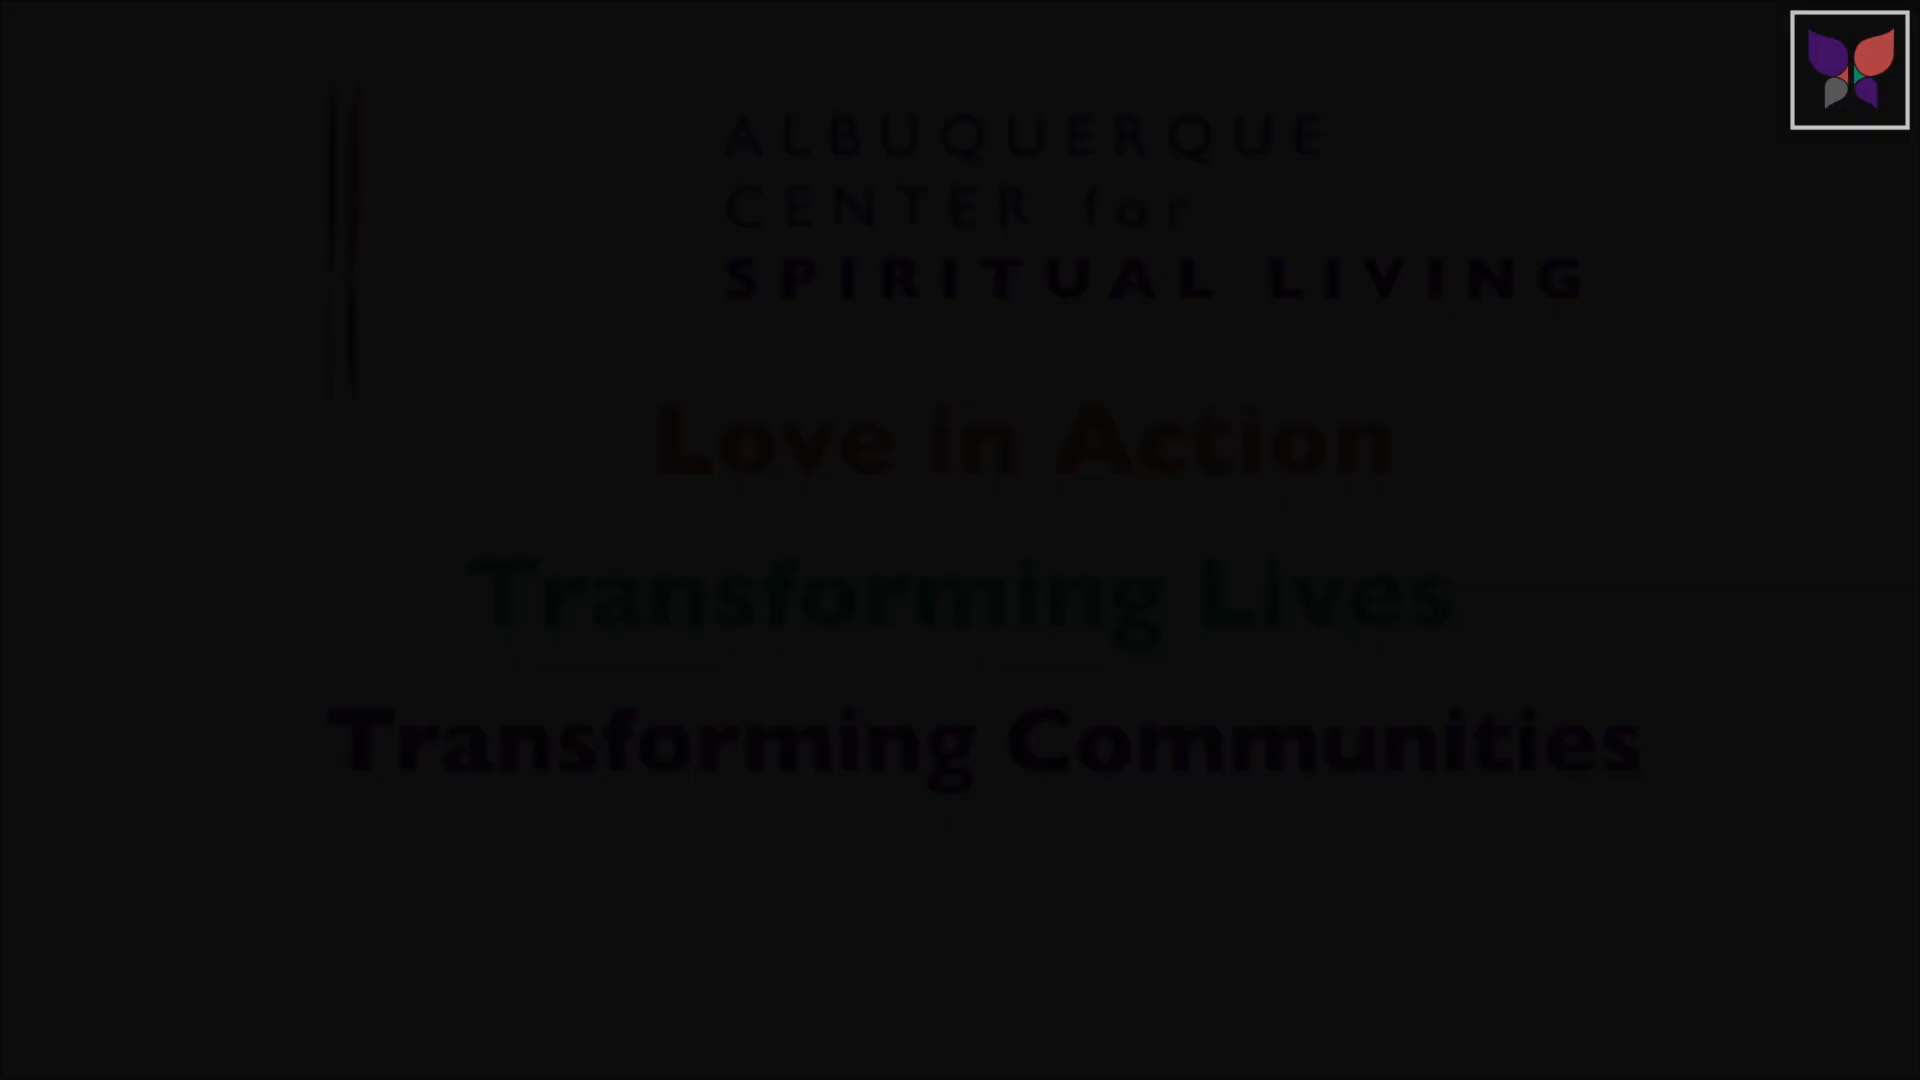 ALBUQUERQUE
CENTER for
SPIRITUAL LIVING
Love in Action
Transforming Lives
Transforming Communities